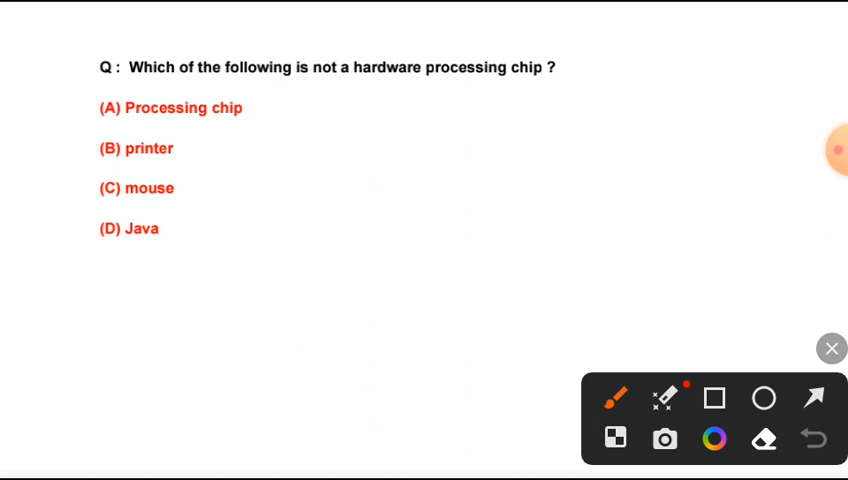 Q :  Which of the following is not a hardware processing chip ?
(A) Processing chip
(B) printer
(C) mouse
(D) Java